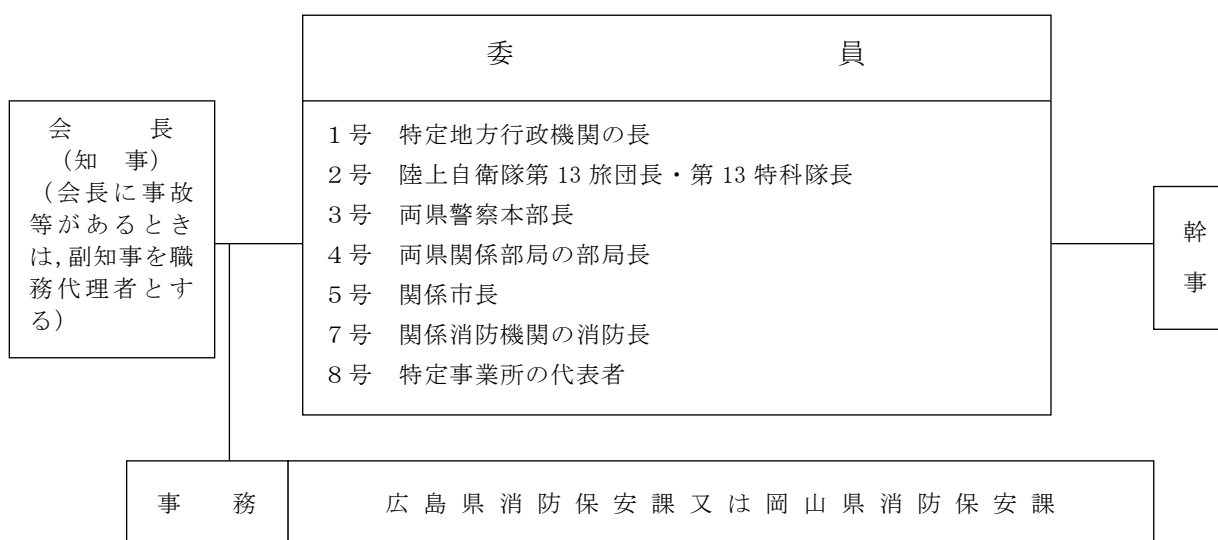 委員
会長
(知事)
(会長に事故
等があるとき
は,副知事を職
務代理者とす
る)
1号 特定地方行政機関の長
2号 陸上自衛隊第13旅団長・第13特科隊長
3号 両県警察本部長
4号 両県関係部局の部局長
5号 関係市長
7号 関係消防機関の消防長
8号 特定事業所の代表者
幹
事
事務 広島県消防保安課又は岡山県消防保安課